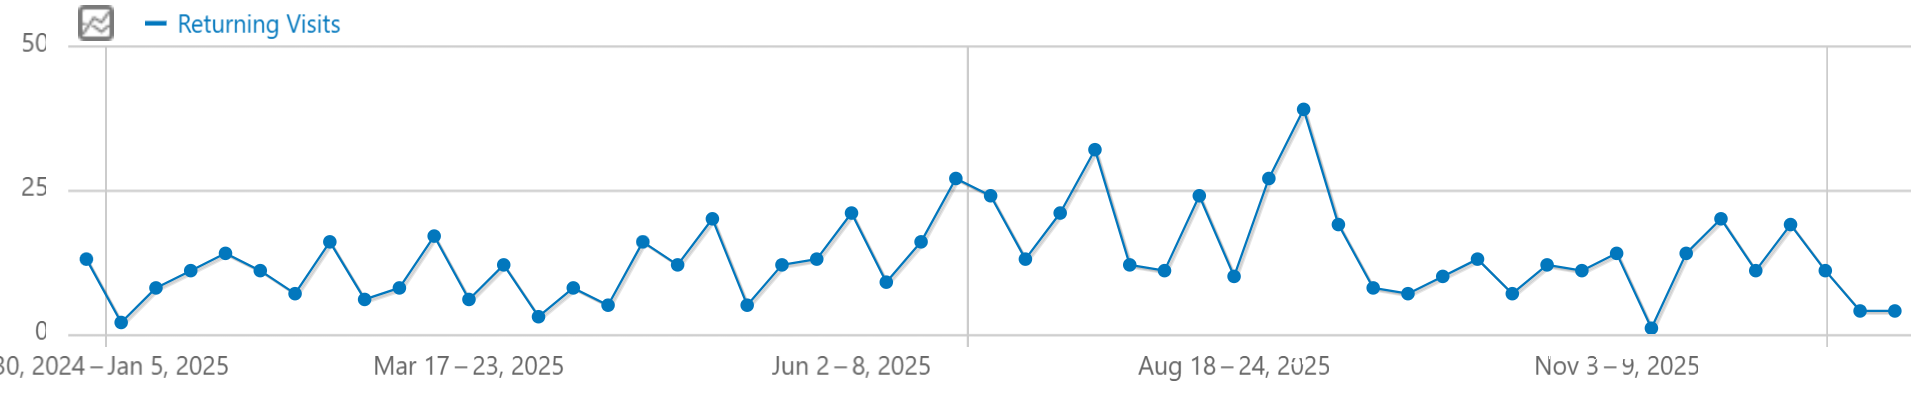 Returning Visits
50
25
0
30, 2024 – Jan 5, 2025
Mar 17 – 23, 2025
Jun 2 – 8, 2025
Aug 18 – 24, 2025
Nov 3 – 9, 2025